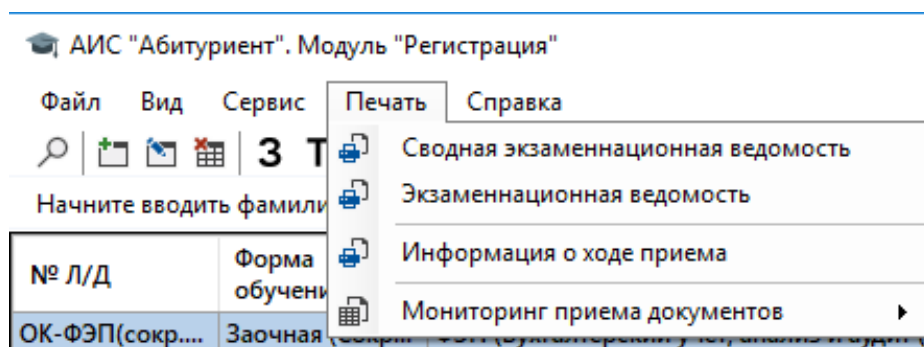 АИС "Абитуриент". Модуль "Регистрация"
Файл Вид Сервис Печать Справка
З Т
Сводная экзаменнационная ведомость
Начните вводить фамили
Экзаменнационная ведомость
Информация о ходе приема
№ Л/Д
Форма
обучени
Мониторинг приема документов
ОК-ФЭП(сокр.... Заочная